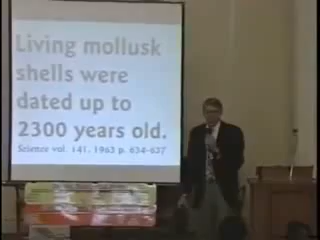 Living mollusk
shells were
dated up to
2300 years old.
Science vol. 141, 1963 p. 634-637